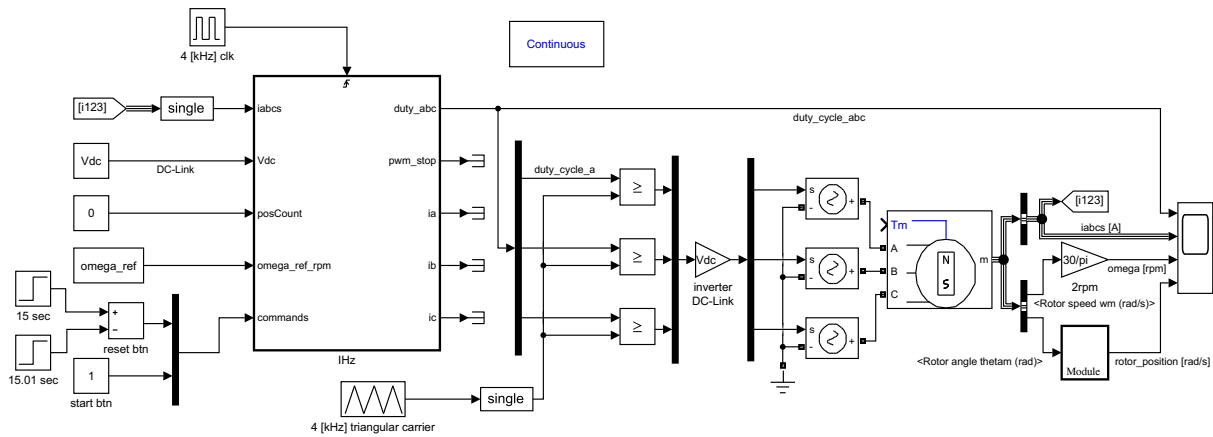 4 [kHz] clk
Continuous
[i123]
single
iabcs
duty_abc
duty_cycle_abc
Vdc
DC-Link
Vdc
pwm_stop
duty_cycle_a
≥
s
-
+
[i123]
0
posCount
ia
Tm
iabcs [A]
omega_ref
omega_ref_rpm
ib
≥
Vdc
inverter
DC-Link
s
-
+
A
B
C
N
S
m
30/pi
omega [rpm]
2rpm
<Rotor speed wm (rad/s)>
15 sec
+
−
reset btn
commands
ic
≥
s
-
+
15.01 sec
1
start btn
IHz
<Rotor angle thetam (rad)>
Module
rotor_position [rad/s]
single
4 [kHz] triangular carrier